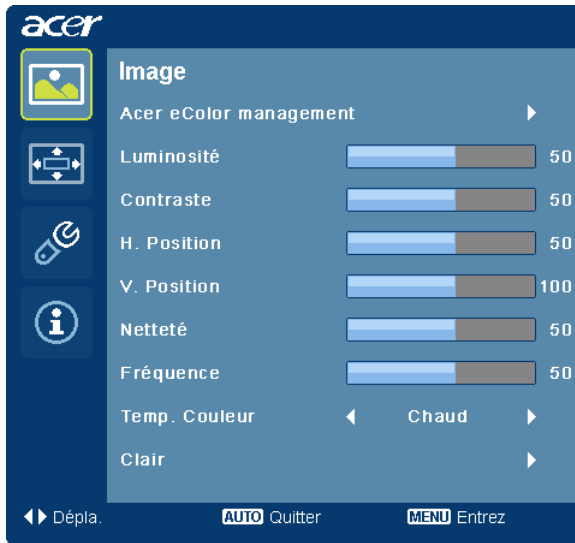 acer
Image
Acer eColor management
Luminosité 50
Contraste 50
H. Position 50
V. Position 100
Netteté 50
Fréquence 50
Temp. Couleur Chaud
Clair
Dépla. AUTO Quitter MENU Entrez